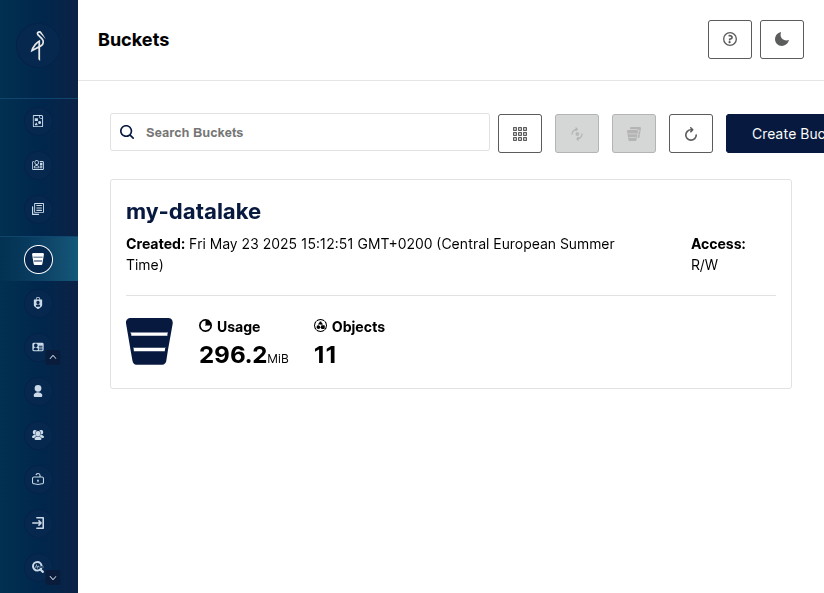 Buckets
Search Buckets
Create Buc
my-datalake
Created: Fri May 23 2025 15:12:51 GMT+0200 (Central European Summer
Time)
Access:
R/W
Usage
296.2MiB
Objects
11